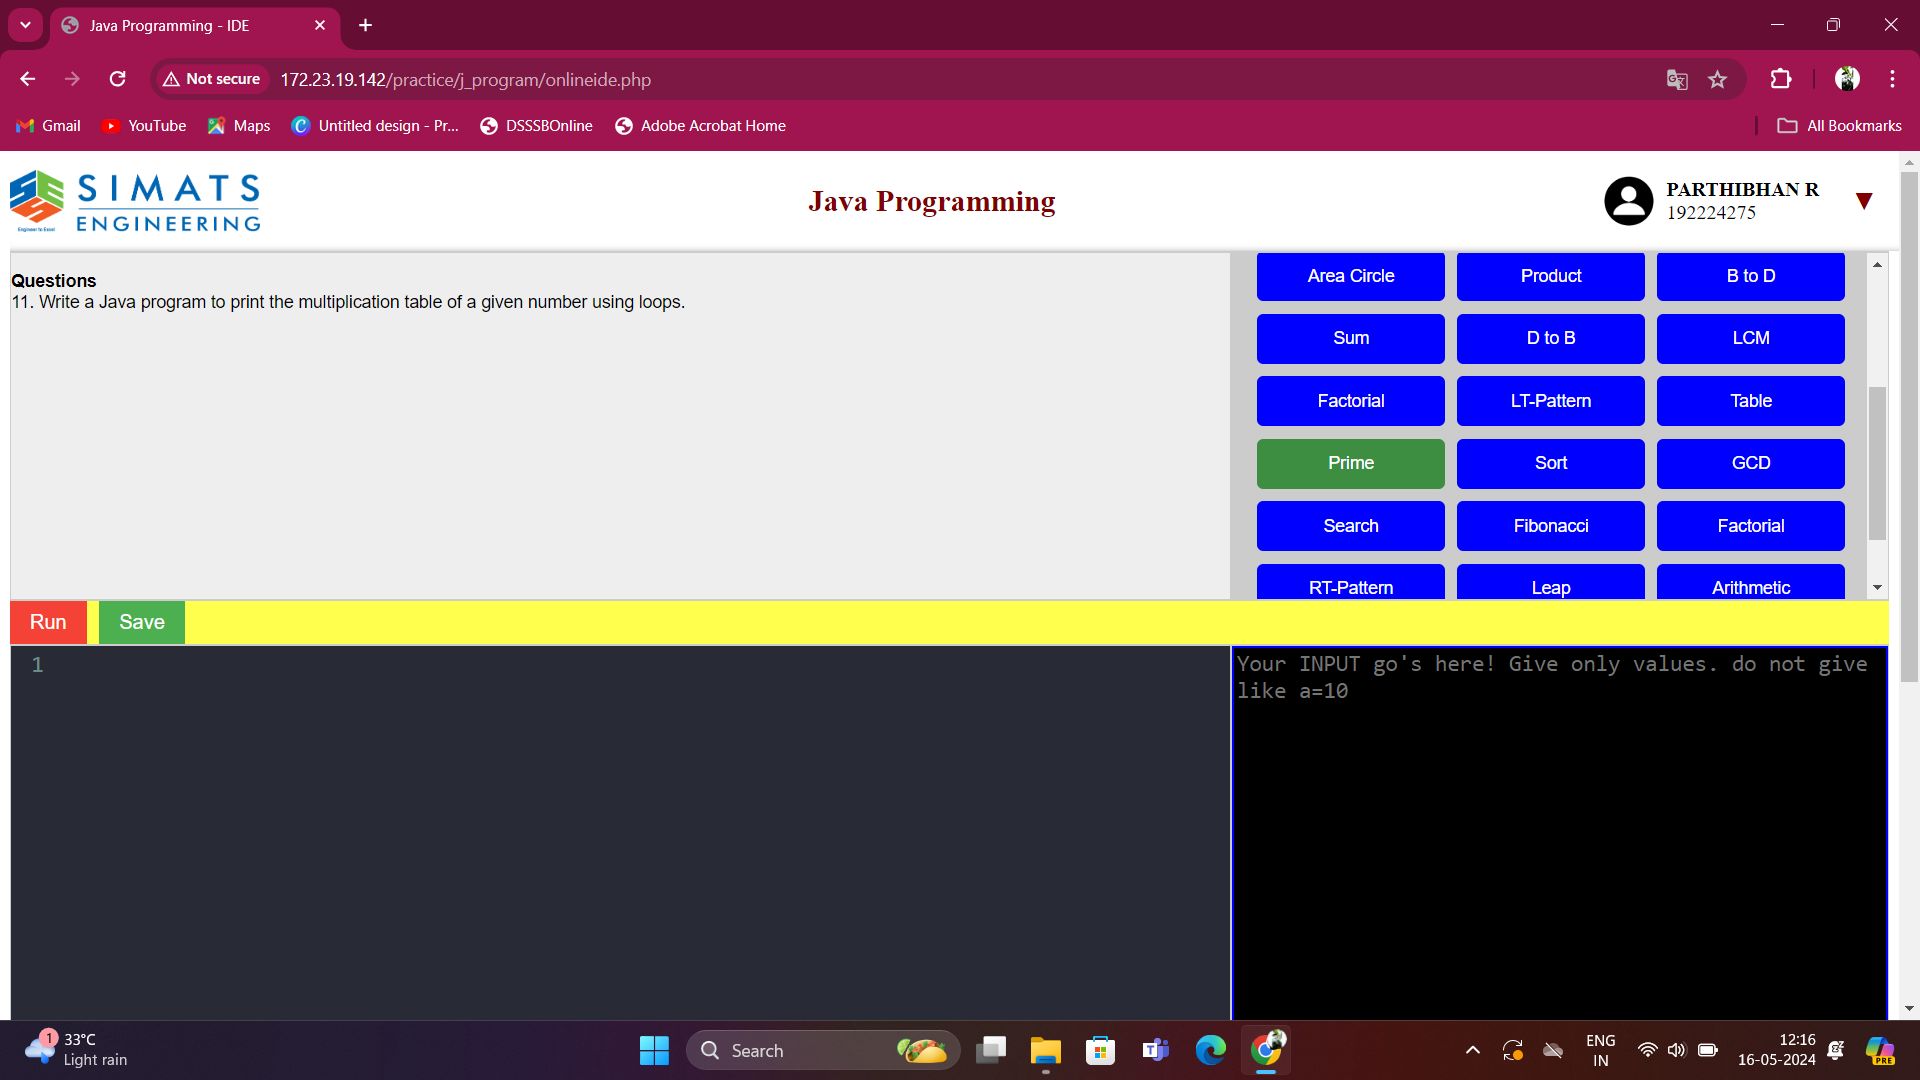 Java Programming - IDE
Not secure
172.23.19.142/practice/j_program/onlineide.php
Gmail
YouTube
Maps
Untitled design - Pr...
DSSSBOnline
Adobe Acrobat Home
All Bookmarks
SIMATS
ENGINEERING
Engineer to Excel
Java Programming
PARTHIBHAN R
192224275
Questions
11. Write a Java program to print the multiplication table of a given number using loops.
Area Circle
Product
B to D
Sum
D to B
LCM
Factorial
LT-Pattern
Table
Prime
Sort
GCD
Search
Fibonacci
Factorial
RT-Pattern
Leap
Arithmetic
Run
Save
1
Your INPUT go's here! Give only values. do not give
like a=10
1
33°C
Light rain
Search
ENG
IN
12:16
16-05-2024
PRE